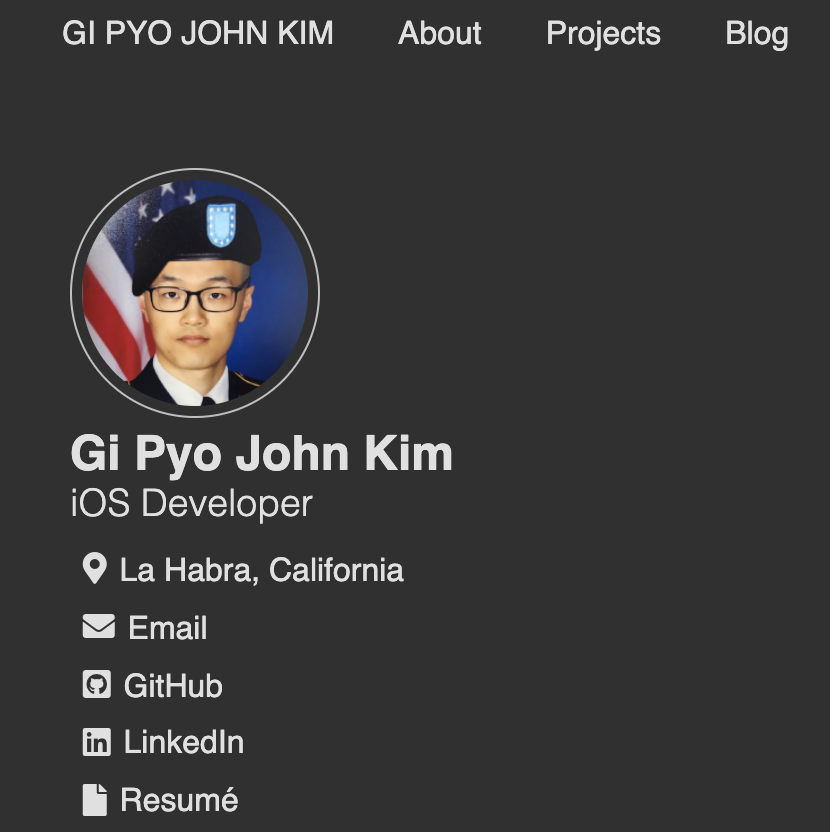 GI PYO JOHN KIM About Projects Blog
Gi Pyo John Kim
iOS Developer
La Habra, California
Email
GitHub
LinkedIn
Resumé